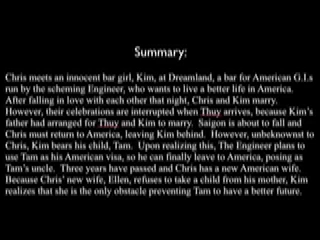 Summary:
Chris meets an innocent bar girl, Kim, at Dreamland, a bar for American G.I.s
run by the scheming Engineer, who wants to live a better life in America.
After falling in love with each other that night, Chris and Kim marry.
However, their celebrations are interrupted when Thuy arrives, because Kim's
father had arranged for Thuy and Kim to marry. Saigon is about to fall and
Chris must return to America, leaving Kim behind. However, unbeknownst to
Chris, Kim bears his child, Tam. Upon realizing this, The Engineer plans to
use Tam as his American visa, so he can finally leave to America, posing as
Tam's uncle. Three years have passed and Chris has a new American wife.
Because Chris' new wife, Ellen, refuses to take a child from his mother, Kim
realizes that she is the only obstacle preventing Tam to have a better future.